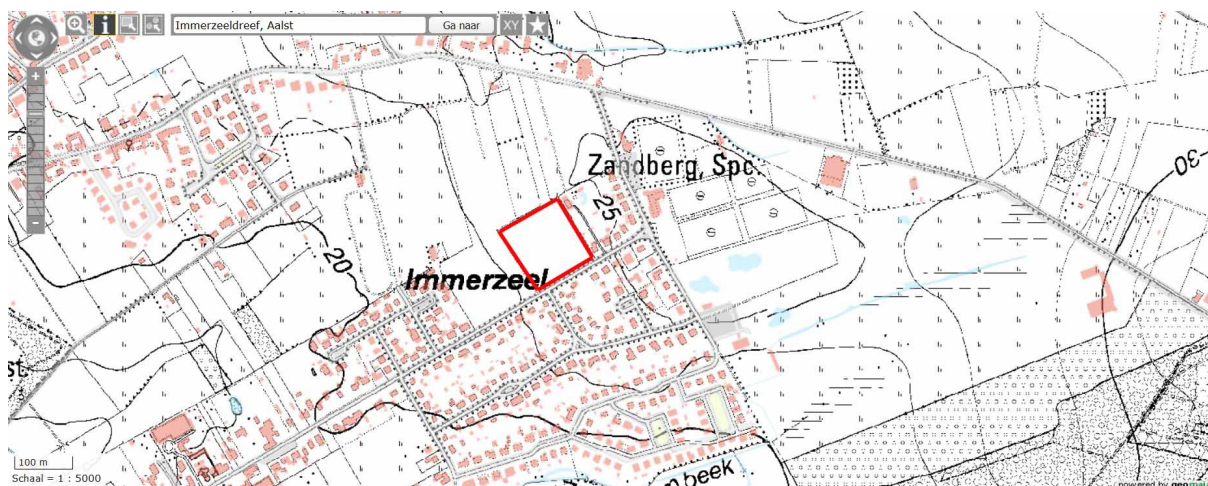 Immerzeeldreef, Aalst
Ga naar
XY
Zandberg, Spc.
25
30
20
Immerzeel
st.
beek
100 m
Schaal = 1 : 5000
powered by geomajas